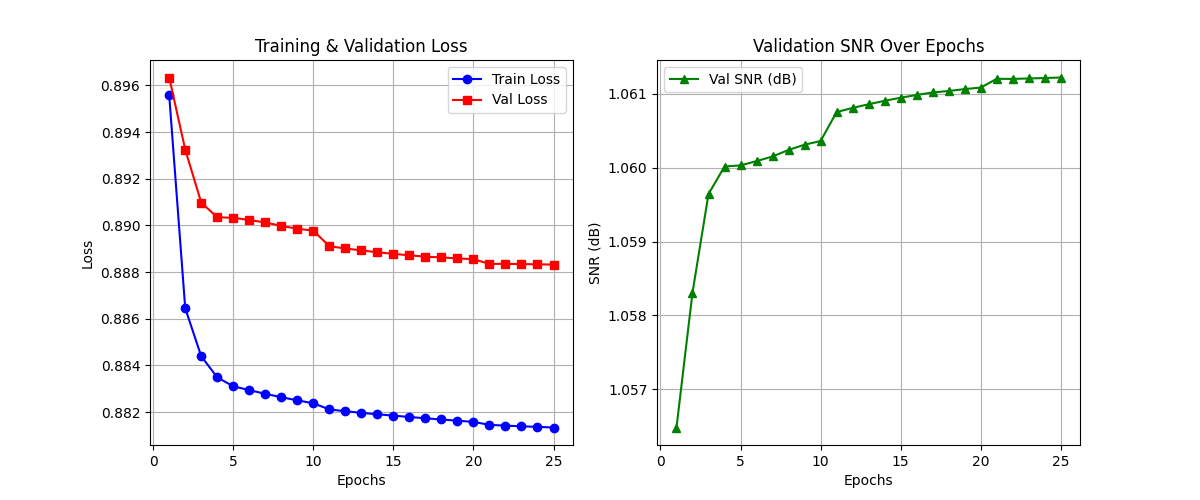 Training & Validation Loss
Train Loss
Val Loss
0.896
0.894
0.892
0.890
0.888
0.886
0.884
0.882
Loss
0
5
10
15
20
25
Epochs
Validation SNR Over Epochs
Val SNR (dB)
1.061
1.060
1.059
1.058
1.057
SNR (dB)
0
5
10
15
20
25
Epochs